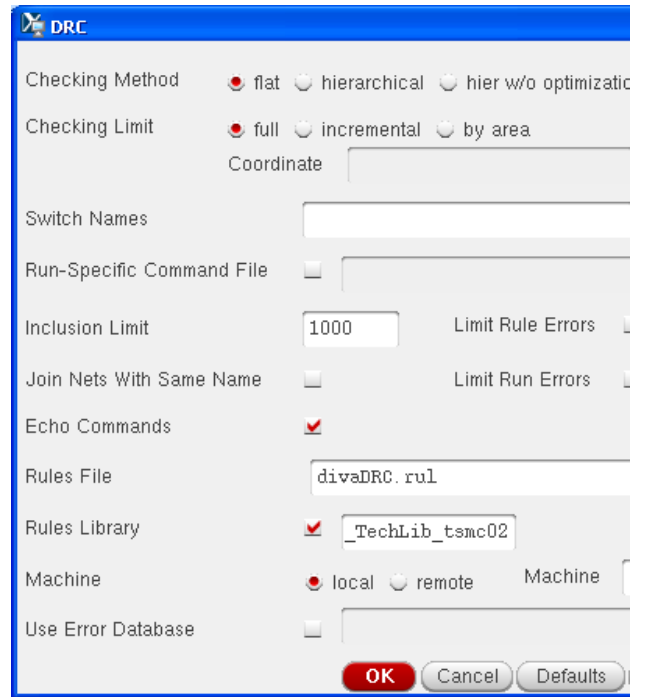 DRC
Checking Method flat hierarchical hier w/o optimizatio
Checking Limit full incremental by area
Coordinate
Switch Names
Run-Specific Command File
Inclusion Limit 1000 Limit Rule Errors
Join Nets With Same Name Limit Run Errors
Echo Commands
Rules File divaDRC.rul
Rules Library _TechLib_tsmc02
Machine local remote Machine
Use Error Database
OK Cancel Defaults